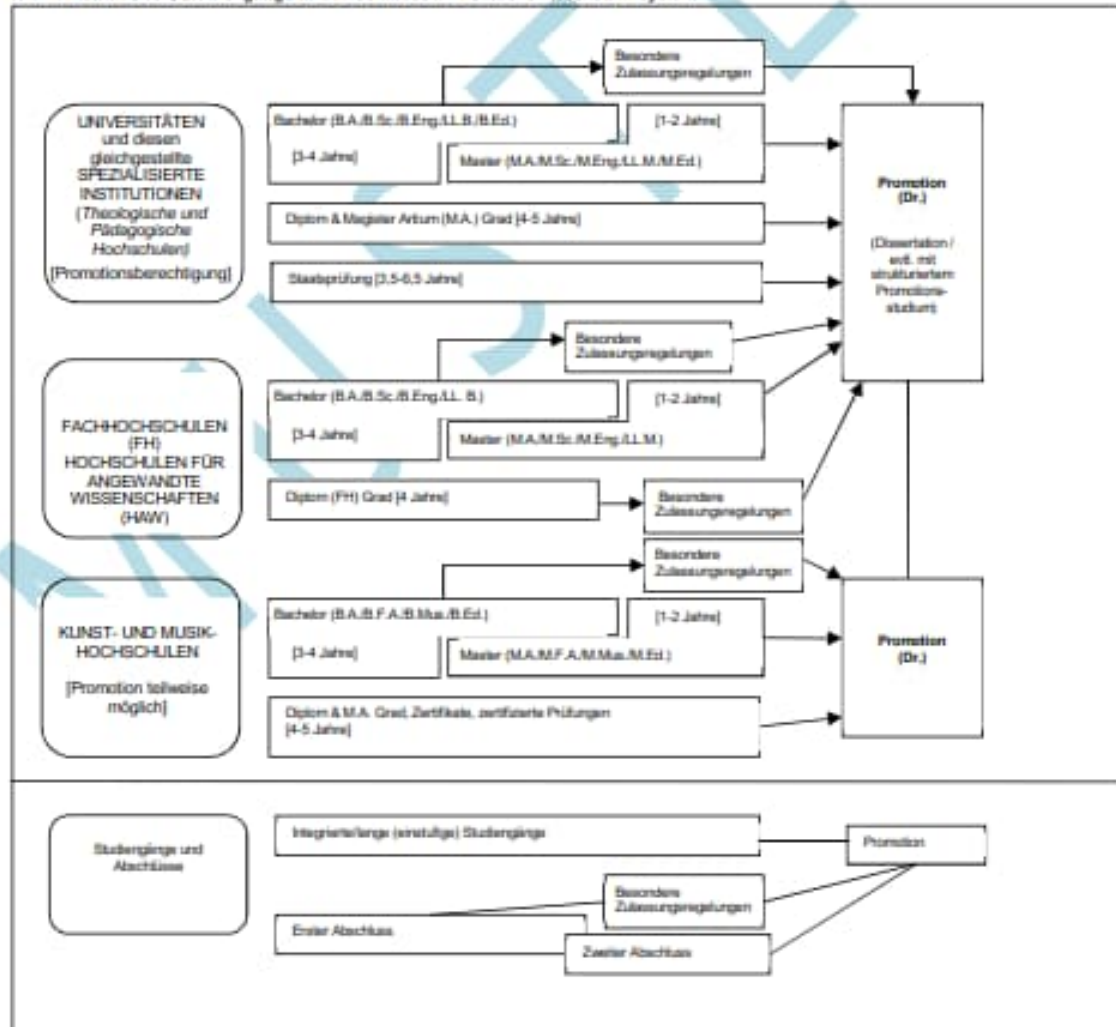 UNIVERSITÄTEN
und diesen
gleichgestellte
SPEZIALISIERTE
INSTITUTIONEN
(Theologische und
Pädagogische
Hochschulen)
[Promotionsberechtigung]
Besondere
Zulassungsregelungen
Bachelor (B.A./B.Sc./B.Eng./LL.B./B.Ed.)
[1-2 Jahre]
[3-4 Jahre]
Master (M.A./M.Sc./M.Eng./LL.M./M.Ed.)
Diplom & Magister Artium (M.A.) Grad [4-5 Jahre]
Staatsprüfung [3,5-6,5 Jahre]
Promotion
(Dr.)
(Dissertation /
evtl. mit
strukturiertem
Promotions-
studium)
FACHHOCHSCHULEN
(FH)
HOCHSCHULEN FÜR
ANGEWANDTE
WISSENSCHAFTEN
(HAW)
Besondere
Zulassungsregelungen
Bachelor (B.A./B.Sc./B.Eng./LL. B.)
[1-2 Jahre]
[3-4 Jahre]
Master (M.A./M.Sc./M.Eng./LL.M.)
Diplom (FH) Grad [4 Jahre]
Besondere
Zulassungsregelungen
KUNST- UND MUSIK-
HOCHSCHULEN
[Promotion teilweise
möglich]
Besondere
Zulassungsregelungen
Bachelor (B.A./B.F.A./B.Mus./B.Ed.)
[1-2 Jahre]
[3-4 Jahre]
Master (M.A./M.F.A./M.Mus./M.Ed.)
Diplom & M.A. Grad, Zertifikate, zertifizierte Prüfungen
[4-5 Jahre]
Promotion
(Dr.)
Studiengänge und
Abschlüsse
Integrierte/lange (einstufige) Studiengänge
Promotion
Besondere
Zulassungsregelungen
Erster Abschluss
Zweiter Abschluss